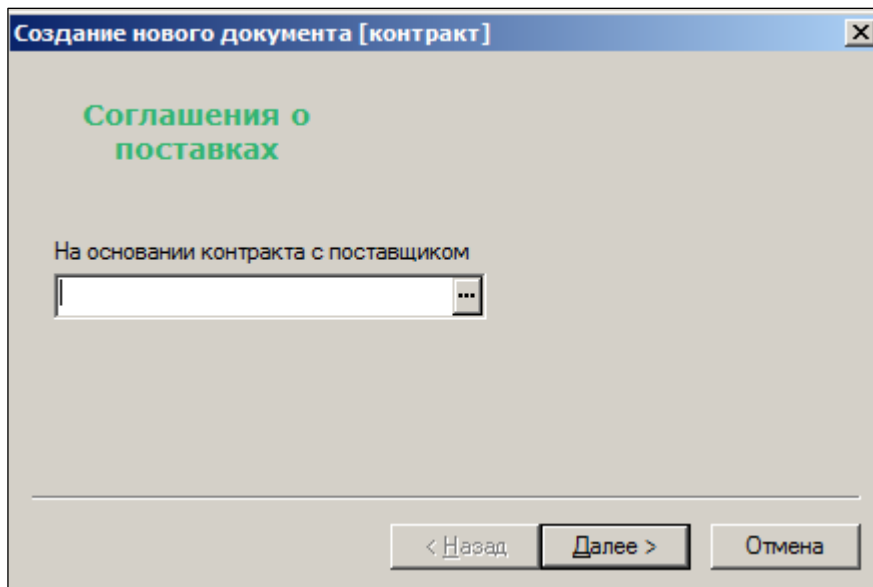 Создание нового документа [контракт]
Соглашения о
поставках
На основании контракта с поставщиком
...
< Назад Далее > Отмена